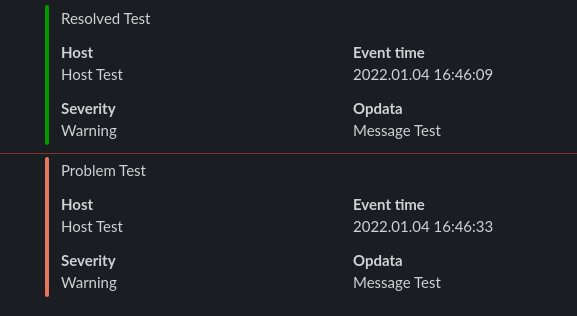 Resolved Test
Host Event time
Host Test 2022.01.04 16:46:09
Severity Opdata
Warning Message Test
Problem Test
Host Event time
Host Test 2022.01.04 16:46:33
Severity Opdata
Warning Message Test